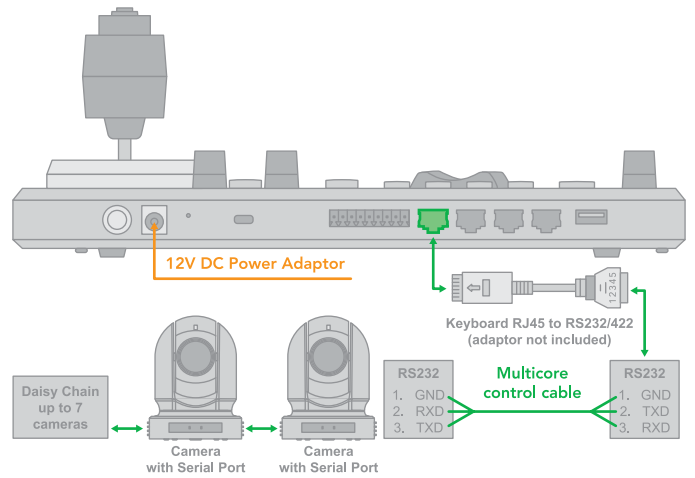 12V DC Power Adaptor
12345
Keyboard RJ45 to RS232/422
(adaptor not included)
RS232
1. GND
2. RXD
3. TXD
Multicore
control cable
RS232
1. GND
2. TXD
3. RXD
Daisy Chain
up to 7
cameras
Camera
with Serial Port
Camera
with Serial Port